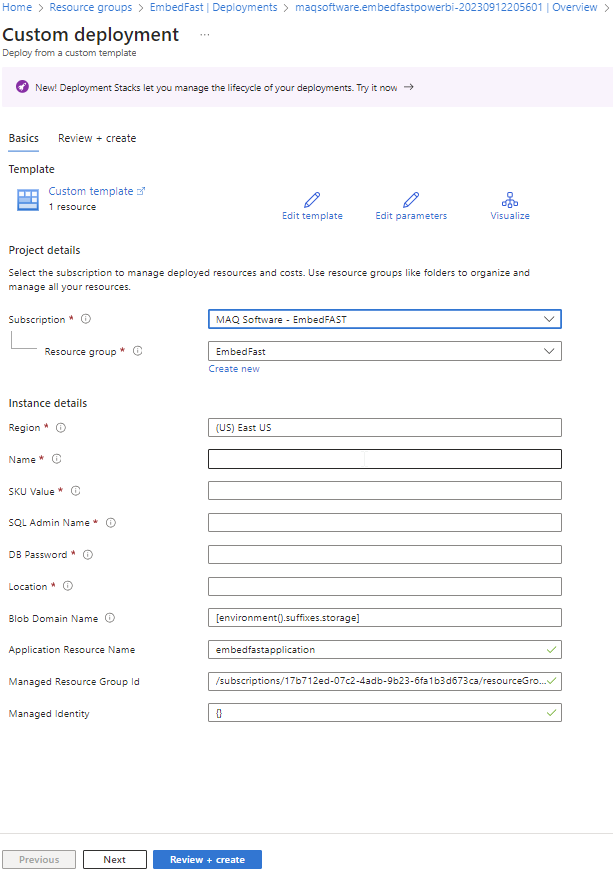 Home > Resource groups > EmbedFast | Deployments > maqsoftware.embedfastpowerbi-20230912205601 | Overview >
Custom deployment ...
Deploy from a custom template
New! Deployment Stacks let you manage the lifecycle of your deployments. Try it now →
Basics Review + create
Template
Custom template
1 resource
Edit template Edit parameters Visualize
Project details
Select the subscription to manage deployed resources and costs. Use resource groups like folders to organize and
manage all your resources.
Subscription * MAQ Software - EmbedFAST
Resource group * EmbedFast
Create new
Instance details
Region * (US) East US
Name *
SKU Value *
SQL Admin Name *
DB Password *
Location *
Blob Domain Name [environment().suffixes.storage]
Application Resource Name embedfastapplication
Managed Resource Group Id /subscriptions/17b712ed-07c2-4adb-9b23-6fa1b3d673ca/resourceGro...
Managed Identity {}
Previous Next Review + create